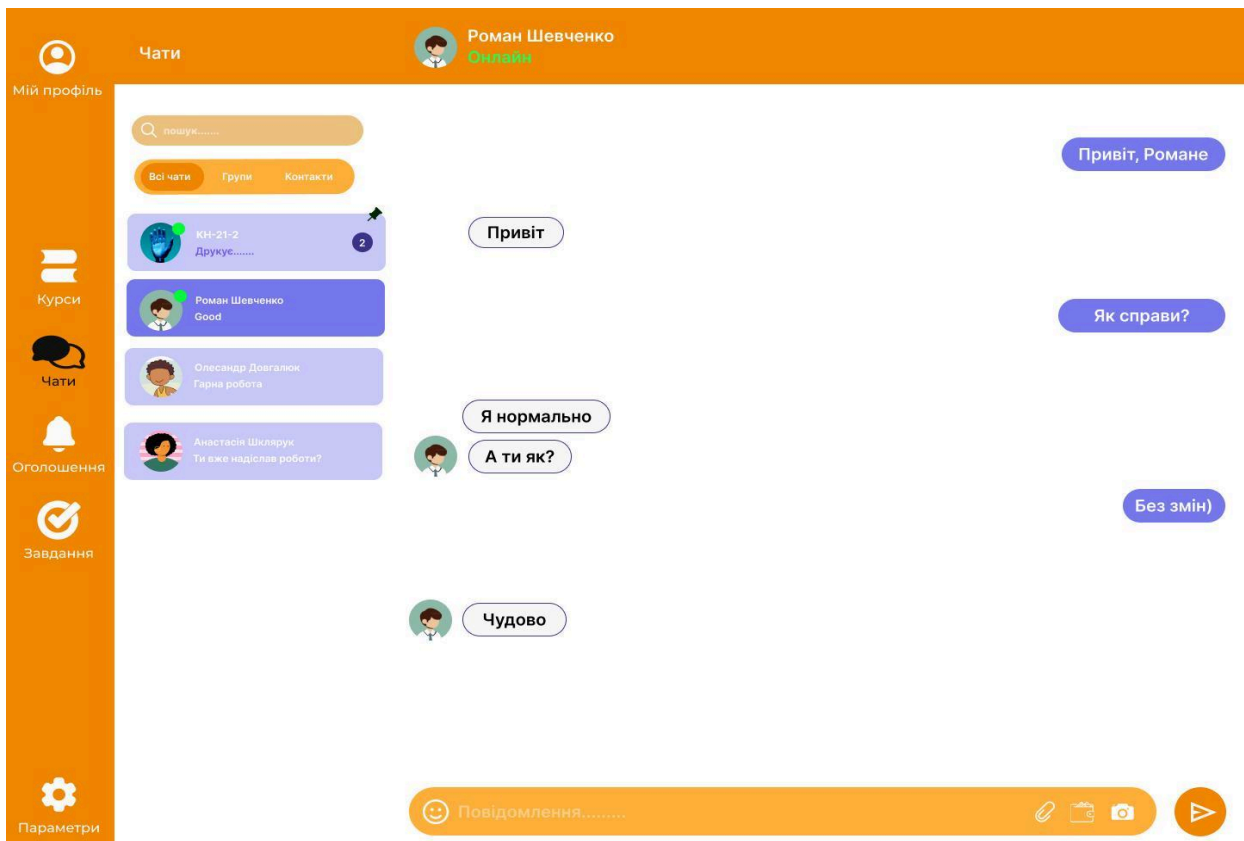 Мій профіль
Курси
Чати
Оголошення
Завдання
Параметри
Чати
пошук.......
Всі чати
Групи
Контакти
КН-21-2
Друкує.......
2
Роман Шевченко
Good
Олесандр Довгалюк
Гарна робота
Анастасія Шклярук
Ти вже надіслав роботи?
Роман Шевченко
Онлайн
Привіт, Романе
Привіт
Як справи?
Я нормально
А ти як?
Без змін)
Чудово
Повідомлення.........